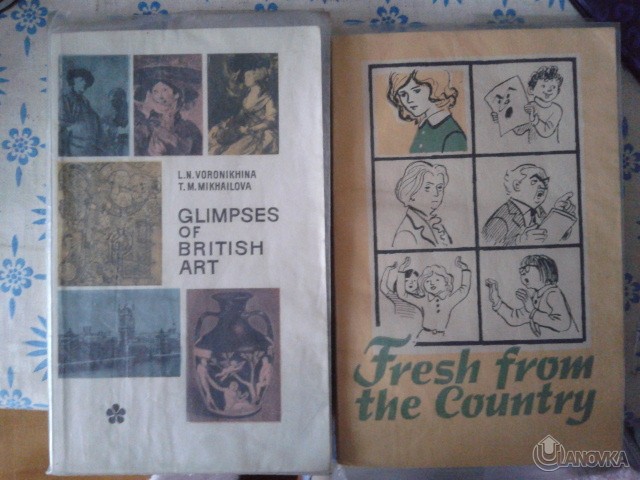 L.N. VORONIKHINA
T.M. MIKHAILOVA
GLIMPSES
OF
BRITISH
ART
Fresh from
the Country
UANOVKA